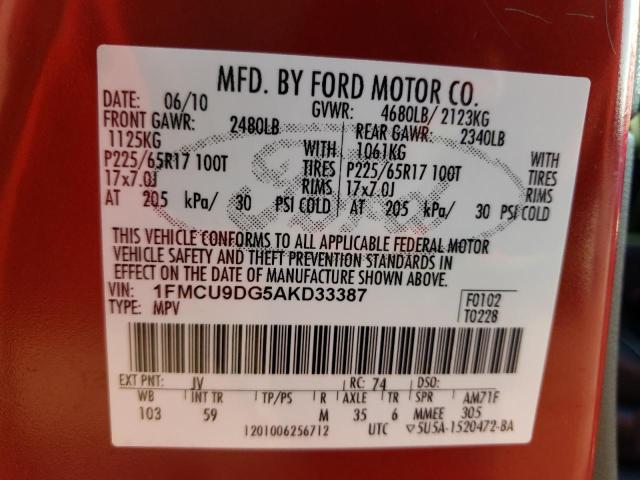 MFD. BY FORD MOTOR CO.
DATE: 06/10 GVWR: 4680LB/ 2123KG
FRONT GAWR: 2480LB REAR GAWR: 2340LB
1125KG WITH 1061KG WITH
P225/65R17 100T TIRES P225/65R17 100T TIRES
17x7.0J RIMS 17x7.0J RIMS
AT 205 kPa/ 30 PSI COLD AT 205 kPa/ 30 PSI COLD
Ford
THIS VEHICLE CONFORMS TO ALL APPLICABLE FEDERAL MOTOR
VEHICLE SAFETY AND THEFT PREVENTION STANDARDS IN
EFFECT ON THE DATE OF MANUFACTURE SHOWN ABOVE.
VIN: 1FMCU9DG5AKD33387 F0102
TYPE: MPV T0228
EXT PNT: JV RC: 74 DSO:
WB INT TR TP/PS R AXLE TR SPR AM71F
103 59 M 35 6 MMEE 305
1201006256712 UTC ▽5U5A-1520472-BA